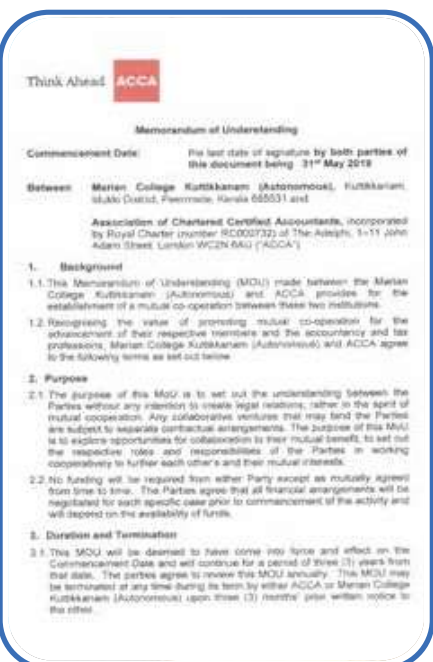 Think Ahead ACCA
Memorandum of Understanding
Commencement Date: the last date of signature by both parties of
this document being 31st May 2019
Between Marian College Kuttikkanam (Autonomous), Kuttikkanam,
Idukki District, Peermade, Kerala 685531 and
Association of Chartered Certified Accountants, incorporated
by Royal Charter (number RC000732) of The Adelphi, 1-11 John
Adam Street, London WC2N 6AU ("ACCA")
1. Background
1.1. This Memorandum of Understanding (MOU) made between the Marian
College Kuttikkanam (Autonomous) and ACCA provides for the
establishment of a mutual co-operation between these two institutions.
1.2. Recognising the value of promoting mutual co-operation for the
advancement of their respective members and the accountancy and tax
professions, Marian College Kuttikkanam (Autonomous) and ACCA agree
to the following terms as set out below
2. Purpose
2.1. The purpose of this MoU is to set out the understanding between the
Parties without any intention to create legal relations, rather in the spirit of
mutual cooperation. Any collaborative ventures that may bind the Parties
are subject to separate contractual arrangements. The purpose of this MoU
is to explore opportunities for collaboration to their mutual benefit, to set out
the respective roles and responsibilities of the Parties in working
cooperatively to further each other's and their mutual interests.
2.2. No funding will be required from either Party except as mutually agreed
from time to time. The Parties agree that all financial arrangements will be
negotiated for each specific case prior to commencement of the activity and
will depend on the availability of funds.
3. Duration and Termination
3.1. This MOU will be deemed to have come into force and effect on the
Commencement Date and will continue for a period of three (3) years from
that date. The parties agree to review this MOU annually. This MOU may
be terminated at any time during its term by either ACCA or Marian College
Kuttikkanam (Autonomous) upon three (3) months' prior written notice to
the other.